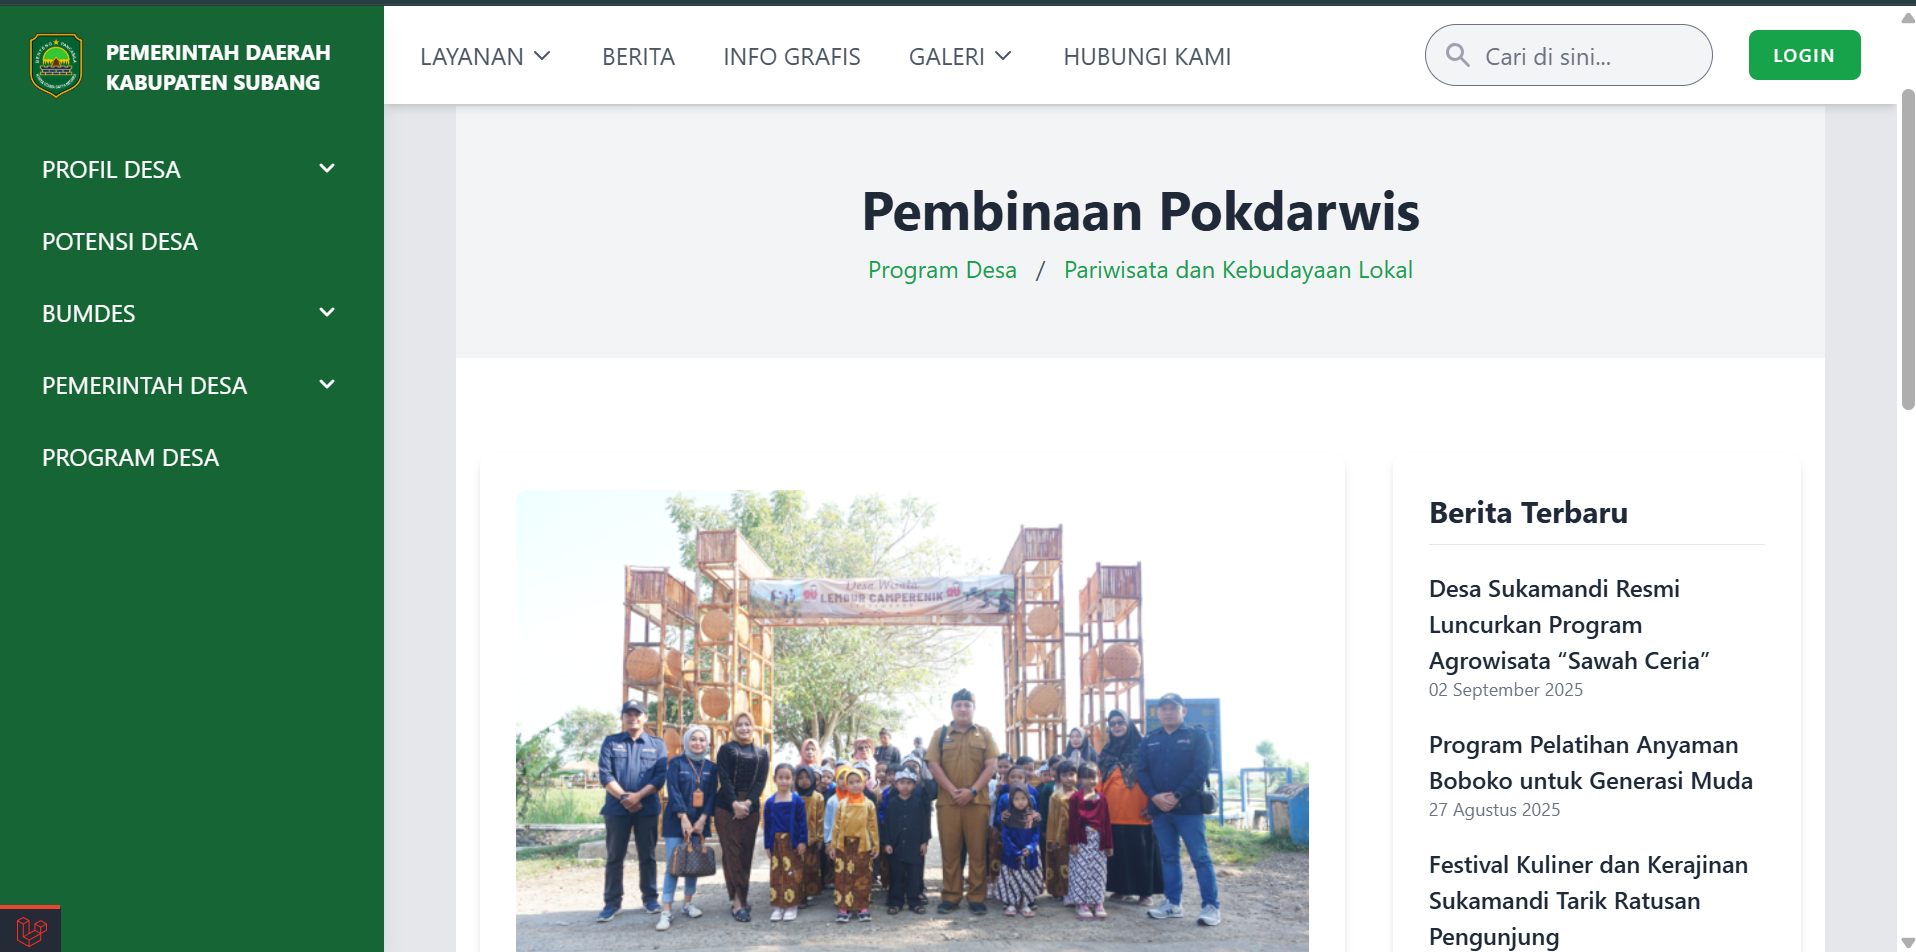 PEMERINTAH DAERAH
KABUPATEN SUBANG
PROFIL DESA
POTENSI DESA
BUMDES
PEMERINTAH DESA
PROGRAM DESA
LAYANAN
BERITA
INFO GRAFIS
GALERI
HUBUNGI KAMI
Cari di sini...
LOGIN
Pembinaan Pokdarwis
Program Desa / Pariwisata dan Kebudayaan Lokal
Desa Wisata
LEMBUR CAMPERENIK
Berita Terbaru
Desa Sukamandi Resmi
Luncurkan Program
Agrowisata “Sawah Ceria”
02 September 2025
Program Pelatihan Anyaman
Boboko untuk Generasi Muda
27 Agustus 2025
Festival Kuliner dan Kerajinan
Sukamandi Tarik Ratusan
Pengunjung